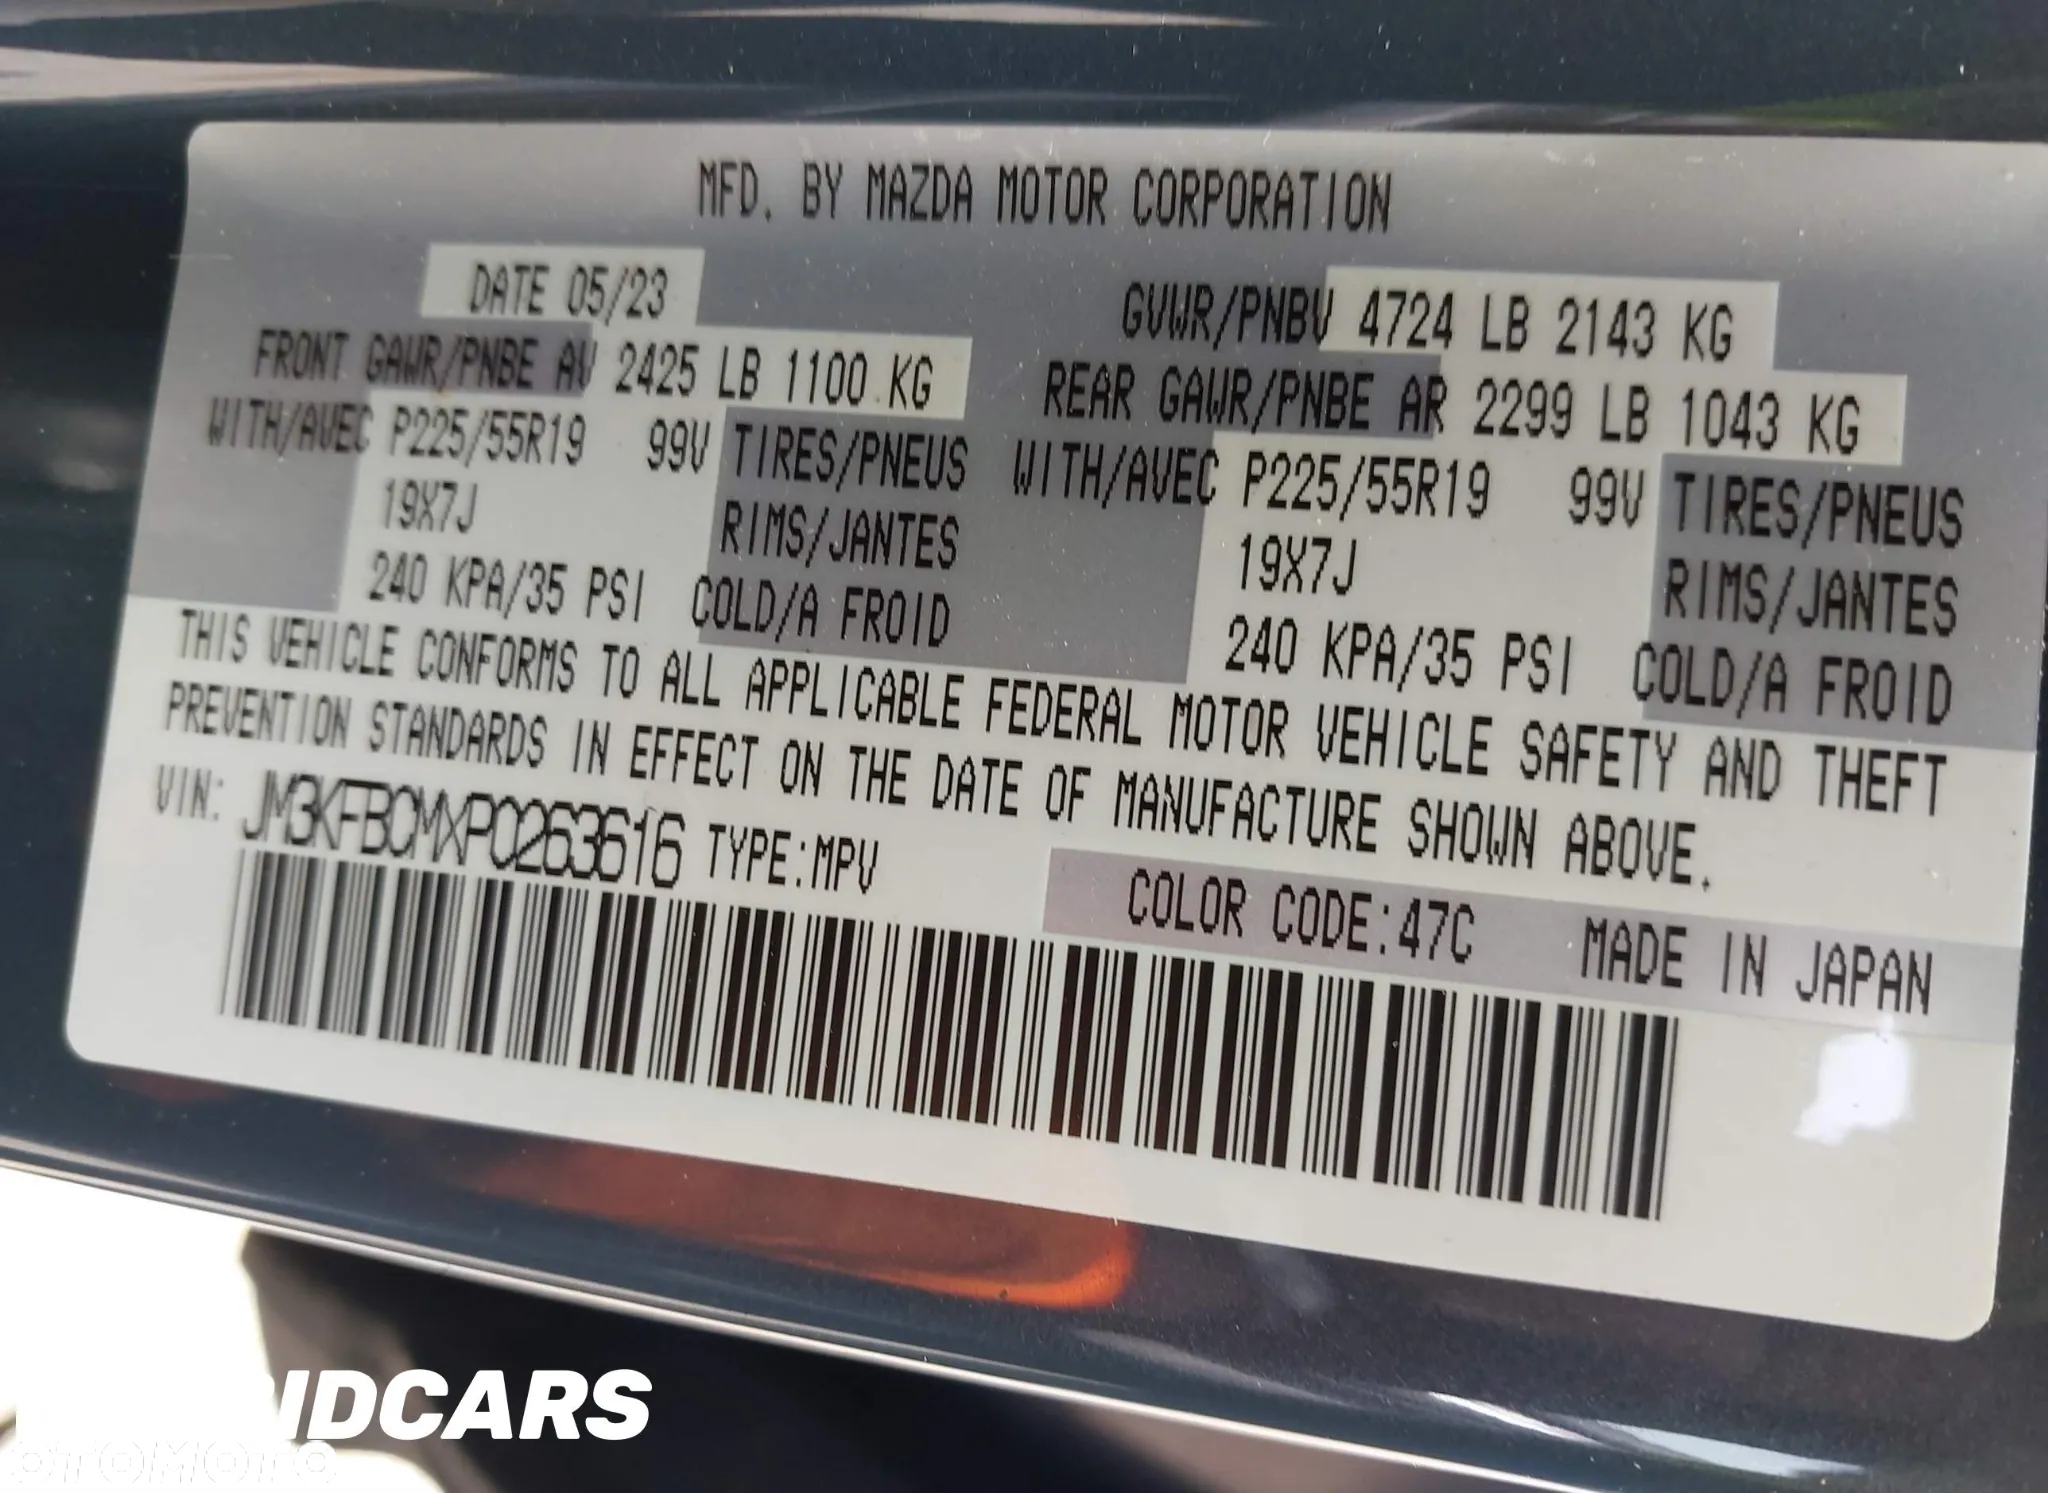 MFD. BY MAZDA MOTOR CORPORATION
DATE 05/23
GVWR/PNBV 4724 LB 2143 KG
FRONT GAWR/PNBE AV 2425 LB 1100 KG
REAR GAWR/PNBE AR 2299 LB 1043 KG
WITH/AVEC P225/55R19 99V TIRES/PNEUS
WITH/AVEC P225/55R19 99V TIRES/PNEUS
19X7J RIMS/JANTES
19X7J RIMS/JANTES
240 KPA/35 PSI COLD/A FROID
240 KPA/35 PSI COLD/A FROID
THIS VEHICLE CONFORMS TO ALL APPLICABLE FEDERAL MOTOR VEHICLE SAFETY AND THEFT
PREVENTION STANDARDS IN EFFECT ON THE DATE OF MANUFACTURE SHOWN ABOVE.
VIN: JM3KFBCMXP0263616 TYPE:MPV
COLOR CODE:47C MADE IN JAPAN
OTOMOTO